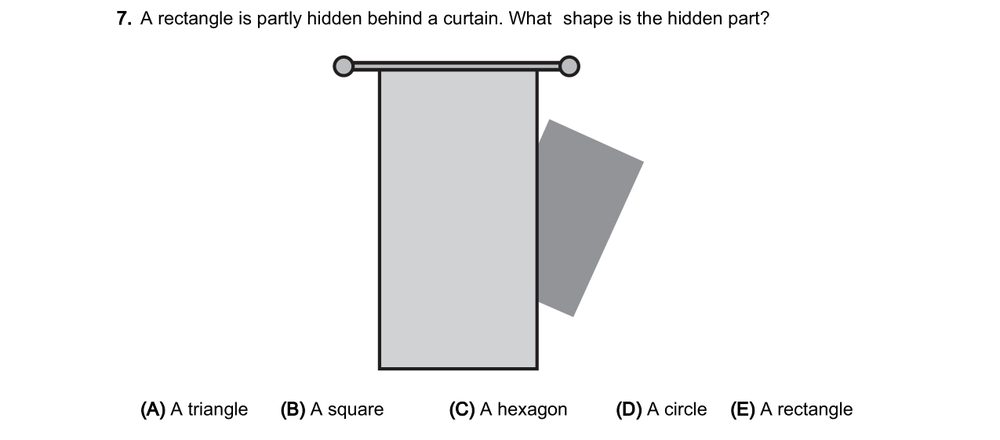 7. A rectangle is partly hidden behind a curtain. What shape is the hidden part?
(A) A triangle (B) A square (C) A hexagon (D) A circle (E) A rectangle